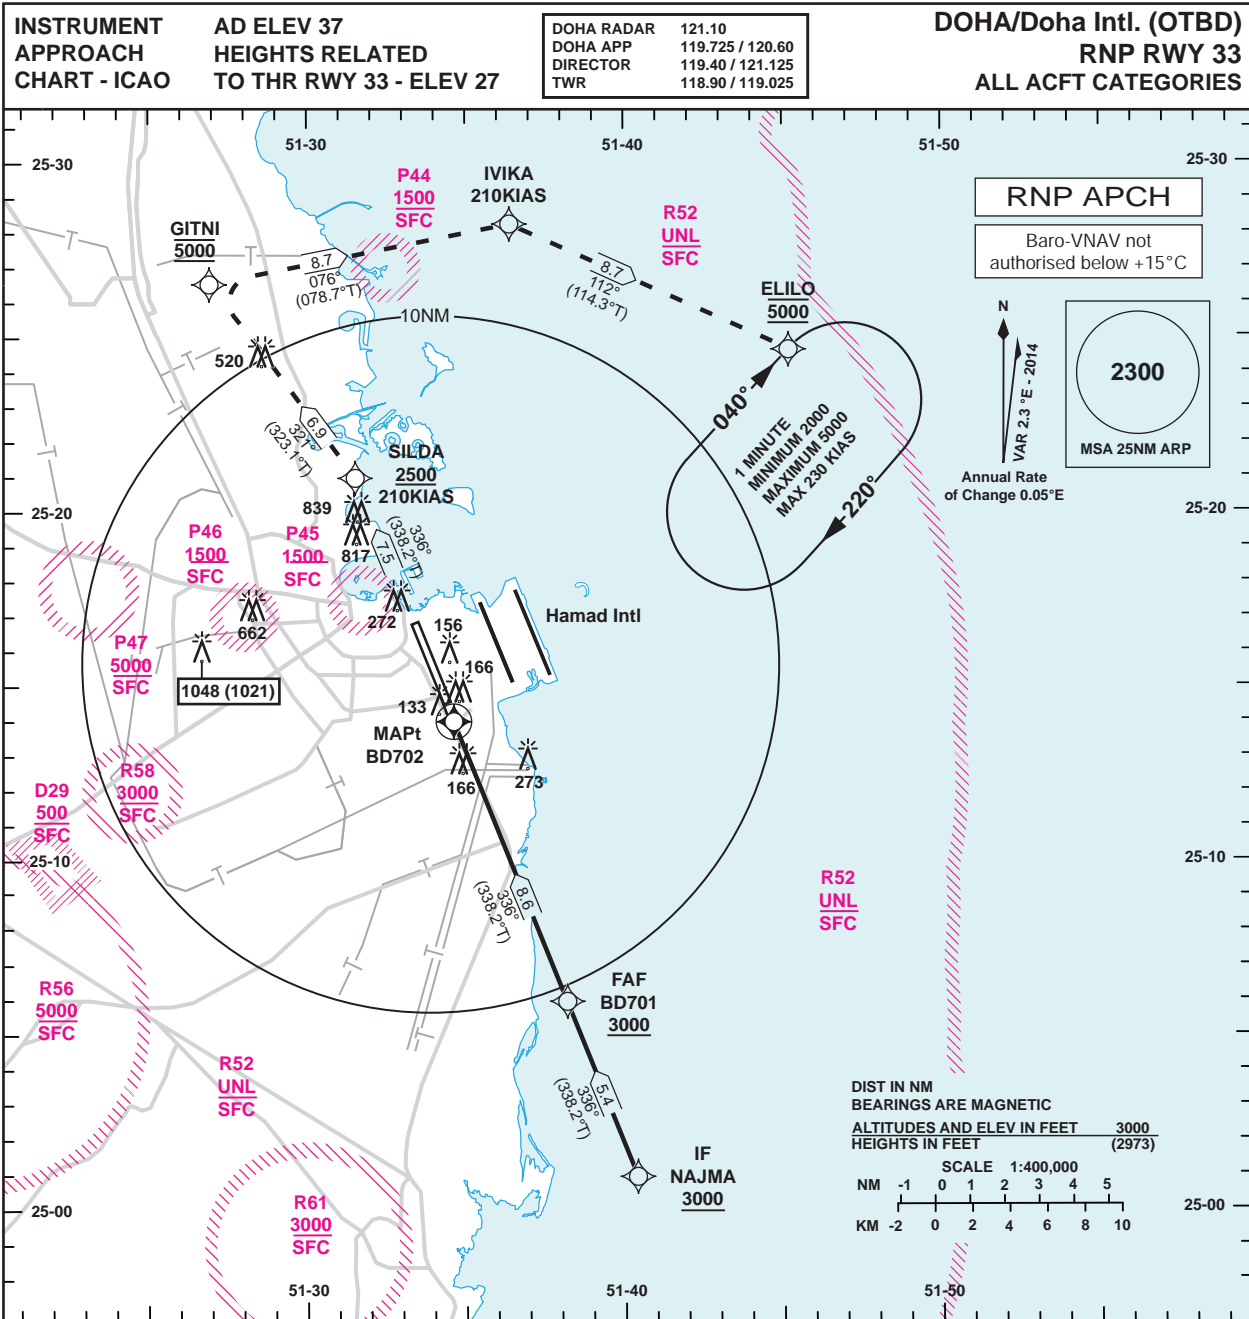 INSTRUMENT
APPROACH
CHART - ICAO
AD ELEV 37
HEIGHTS RELATED
TO THR RWY 33 - ELEV 27
DOHA RADAR 121.10
DOHA APP 119.725 / 120.60
DIRECTOR 119.40 / 121.125
TWR 118.90 / 119.025
DOHA/Doha Intl. (OTBD)
RNP RWY 33
ALL ACFT CATEGORIES
51-30
51-40
51-50
25-30
25-30
RNP APCH
Baro-VNAV not
authorised below +15°C
P44
1500
SFC
IVIKA
210KIAS
R52
UNL
SFC
GITNI
5000
8.7
076°
(078.7°T)
8.7
112°
(114.3°T)
ELILO
5000
10NM
N
VAR 2.3 °E - 2014
Annual Rate
of Change 0.05°E
2300
MSA 25NM ARP
520
6.9
321°
(323.1°T)
040°
1 MINUTE
MINIMUM 2000
MAXIMUM 5000
MAX 230 KIAS
220°
SILDA
2500
210KIAS
25-20
25-20
839
817
7.5
336°
(338.2°T)
P46
1500
SFC
P45
1500
SFC
272
662
P47
5000
SFC
1048 (1021)
Hamad Intl
156
166
133
MAPt
BD702
166
273
R58
3000
SFC
D29
500
SFC
25-10
25-10
8.6
336°
(338.2°T)
R52
UNL
SFC
FAF
BD701
3000
R56
5000
SFC
R52
UNL
SFC
5.4
336°
(338.2°T)
IF
NAJMA
3000
DIST IN NM
BEARINGS ARE MAGNETIC
ALTITUDES AND ELEV IN FEET 3000
HEIGHTS IN FEET (2973)
SCALE 1:400,000
NM -1 0 1 2 3 4 5
KM -2 0 2 4 6 8 10
R61
3000
SFC
25-00
25-00
51-30
51-40
51-50